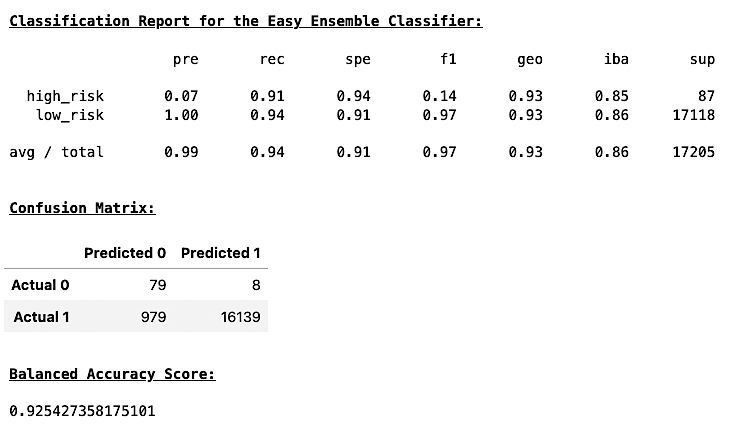 Classification Report for the Easy Ensemble Classifier:
pre rec spe f1 geo iba sup
high_risk 0.07 0.91 0.94 0.14 0.93 0.85 87
low_risk 1.00 0.94 0.91 0.97 0.93 0.86 17118
avg / total 0.99 0.94 0.91 0.97 0.93 0.86 17205
Confusion Matrix:
Predicted 0 Predicted 1
Actual 0 79 8
Actual 1 979 16139
Balanced Accuracy Score:
0.925427358175101